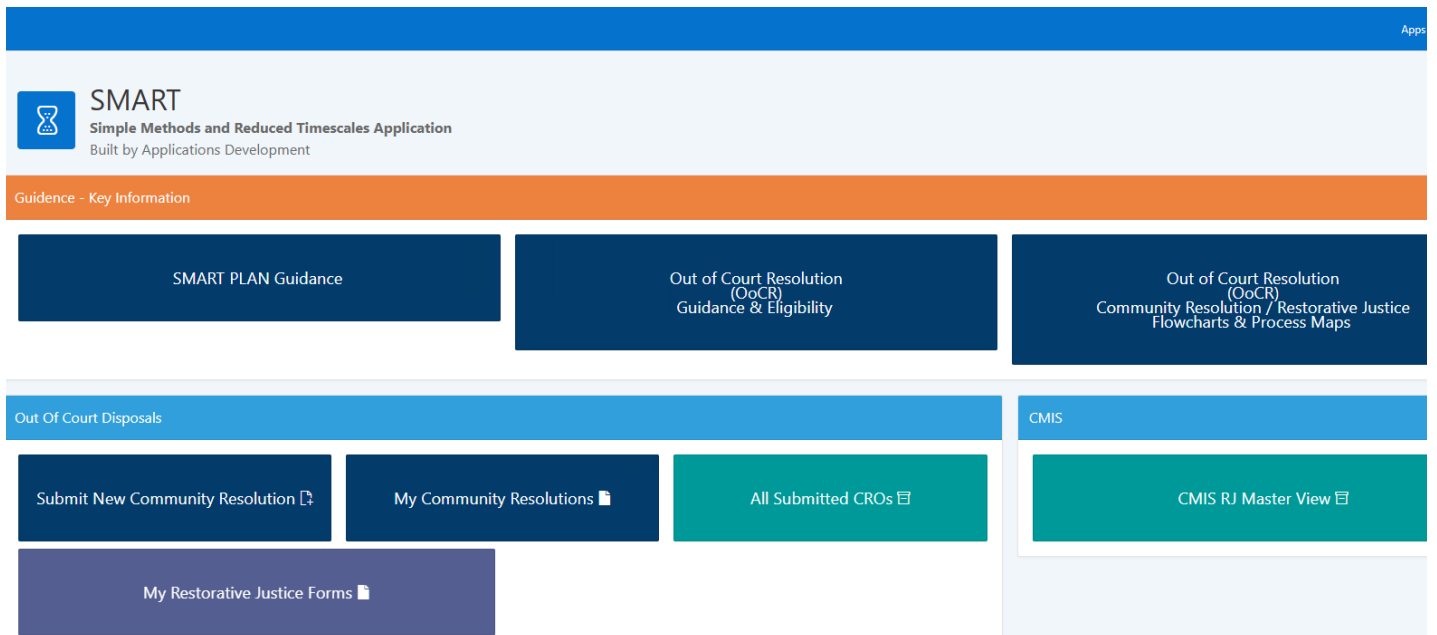 Apps
SMART
Simple Methods and Reduced Timescales Application
Built by Applications Development
Guidence - Key Information
SMART PLAN Guidance
Out of Court Resolution
(OoCR)
Guidance & Eligibility
Out of Court Resolution
(OoCR)
Community Resolution / Restorative Justice
Flowcharts & Process Maps
Out Of Court Disposals
Submit New Community Resolution
My Community Resolutions
All Submitted CROs
My Restorative Justice Forms
CMIS
CMIS RJ Master View